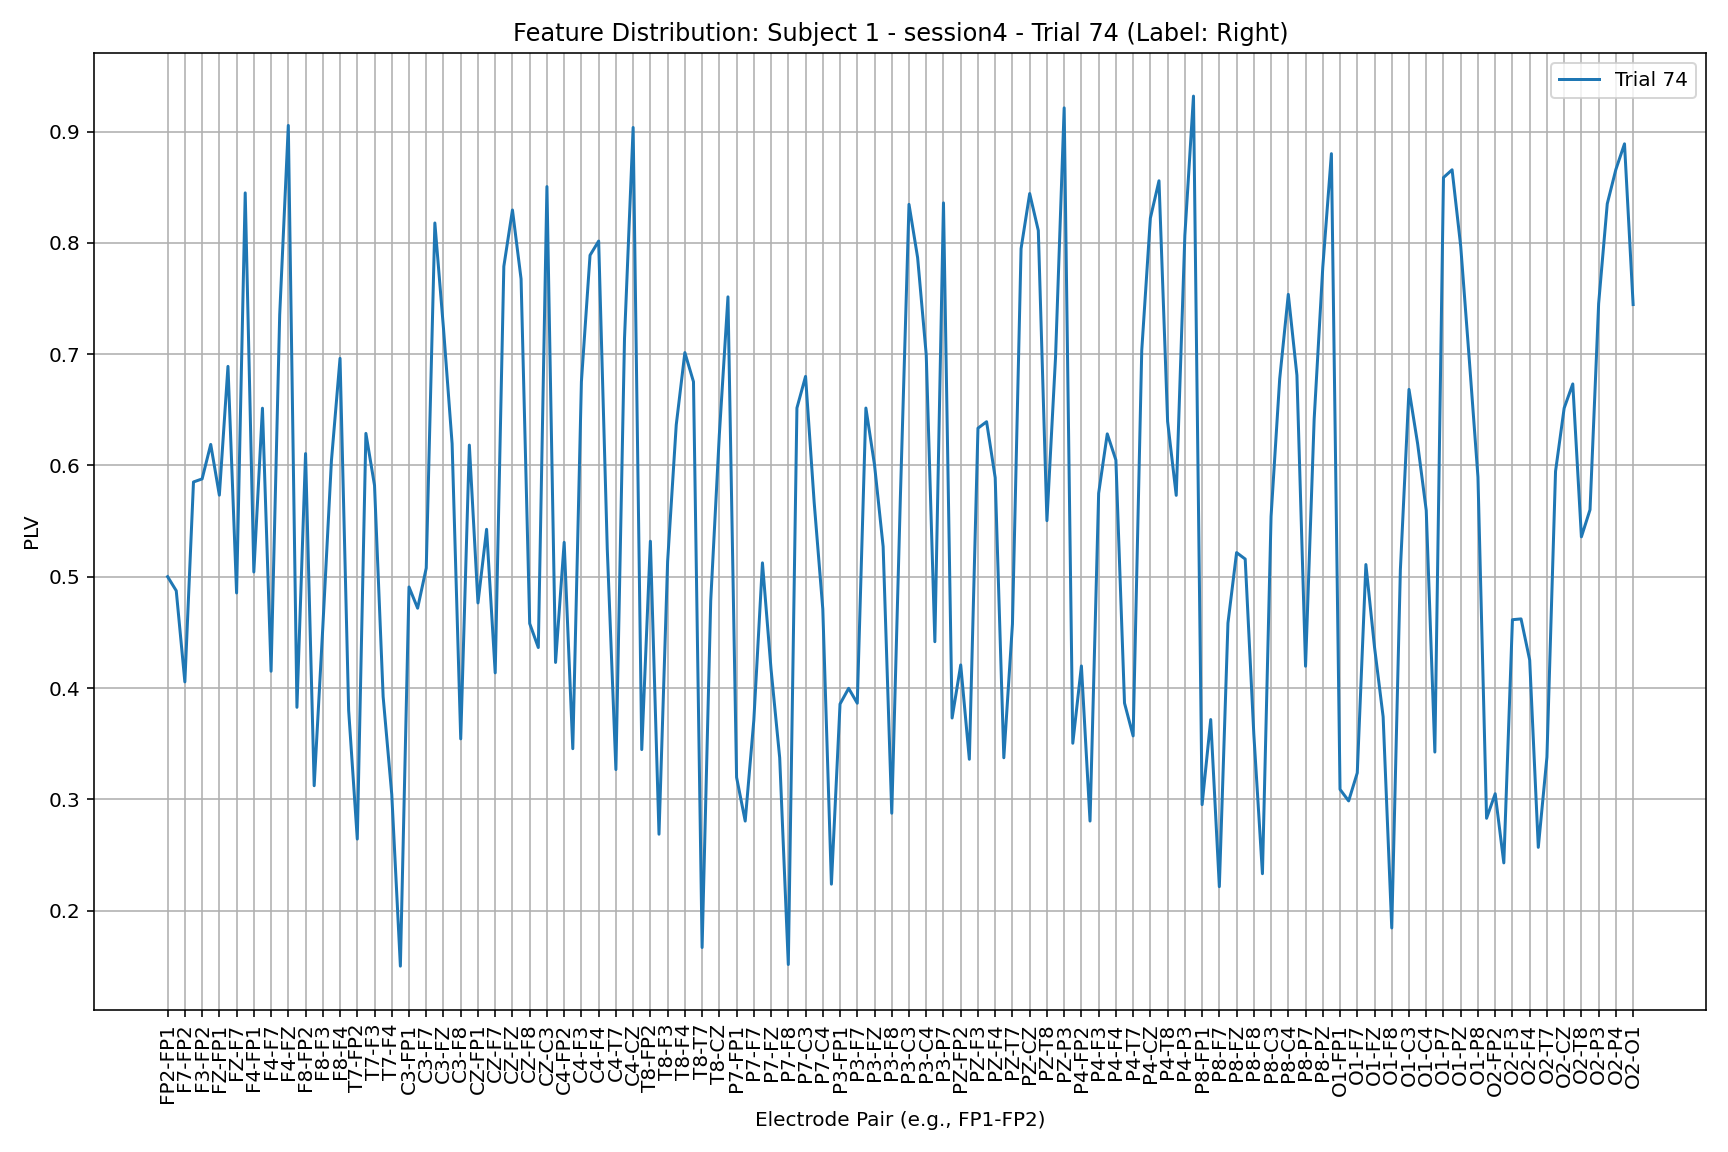 Feature Distribution: Subject 1 - session4 - Trial 74 (Label: Right)
Trial 74
PLV
0.9
0.8
0.7
0.6
0.5
0.4
0.3
0.2
FP2-FP1
F7-FP2
F3-FP2
FZ-FP1
FZ-F7
F4-FP1
F4-F7
F4-FZ
F8-FP2
F8-F3
F8-F4
T7-FP2
T7-F3
T7-F4
C3-FP1
C3-F7
C3-FZ
C3-F8
CZ-FP1
CZ-F7
CZ-FZ
CZ-F8
CZ-C3
C4-FP2
C4-F3
C4-F4
C4-T7
C4-CZ
T8-FP2
T8-F3
T8-F4
T8-T7
T8-CZ
P7-FP1
P7-F7
P7-FZ
P7-F8
P7-C3
P7-C4
P3-FP1
P3-F7
P3-FZ
P3-F8
P3-C3
P3-C4
P3-P7
PZ-FP2
PZ-F3
PZ-F4
PZ-T7
PZ-CZ
PZ-T8
PZ-P3
P4-FP2
P4-F3
P4-F4
P4-T7
P4-CZ
P4-T8
P4-P3
P8-FP1
P8-F7
P8-FZ
P8-F8
P8-C3
P8-C4
P8-P7
P8-PZ
O1-FP1
O1-F7
O1-FZ
O1-F8
O1-C3
O1-C4
O1-P7
O1-PZ
O1-P8
O2-FP2
O2-F3
O2-F4
O2-T7
O2-CZ
O2-T8
O2-P3
O2-P4
O2-O1
Electrode Pair (e.g., FP1-FP2)